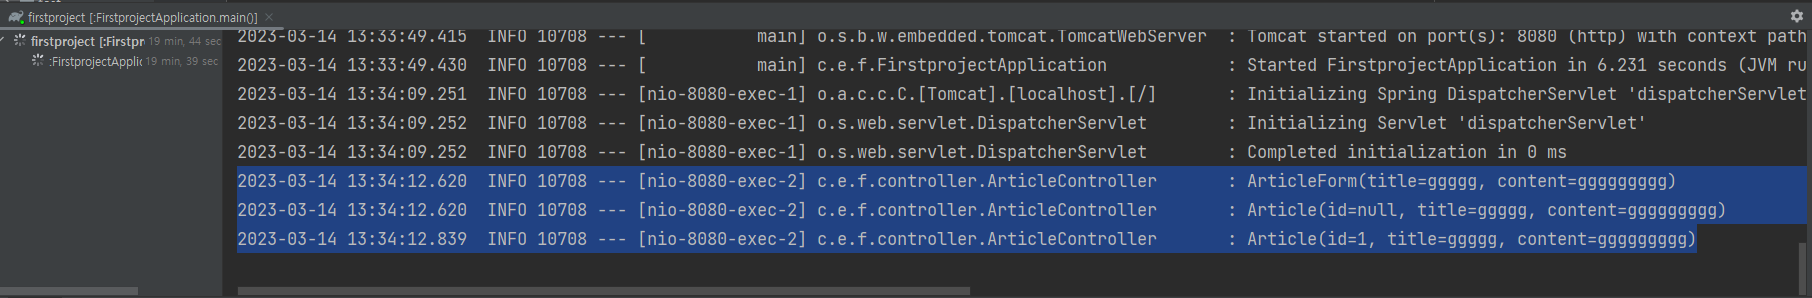 firstproject [:FirstprojectApplication.main()] ×
firstproject [:Firstpr 19 min, 44 sec
:FirstprojectApplic 19 min, 39 sec
2023-03-14 13:33:49.415  INFO 10708 --- [           main] o.s.b.w.embedded.tomcat.TomcatWebServer  : Tomcat started on port(s): 8080 (http) with context path
2023-03-14 13:33:49.430  INFO 10708 --- [           main] c.e.f.FirstprojectApplication            : Started FirstprojectApplication in 6.231 seconds (JVM ru
2023-03-14 13:34:09.251  INFO 10708 --- [nio-8080-exec-1] o.a.c.c.C.[Tomcat].[localhost].[/]       : Initializing Spring DispatcherServlet 'dispatcherServlet
2023-03-14 13:34:09.252  INFO 10708 --- [nio-8080-exec-1] o.s.web.servlet.DispatcherServlet        : Initializing Servlet 'dispatcherServlet'
2023-03-14 13:34:09.252  INFO 10708 --- [nio-8080-exec-1] o.s.web.servlet.DispatcherServlet        : Completed initialization in 0 ms
2023-03-14 13:34:12.620  INFO 10708 --- [nio-8080-exec-2] c.e.f.controller.ArticleController       : ArticleForm(title=ggggg, content=ggggggggg)
2023-03-14 13:34:12.620  INFO 10708 --- [nio-8080-exec-2] c.e.f.controller.ArticleController       : Article(id=null, title=ggggg, content=ggggggggg)
2023-03-14 13:34:12.839  INFO 10708 --- [nio-8080-exec-2] c.e.f.controller.ArticleController       : Article(id=1, title=ggggg, content=ggggggggg)